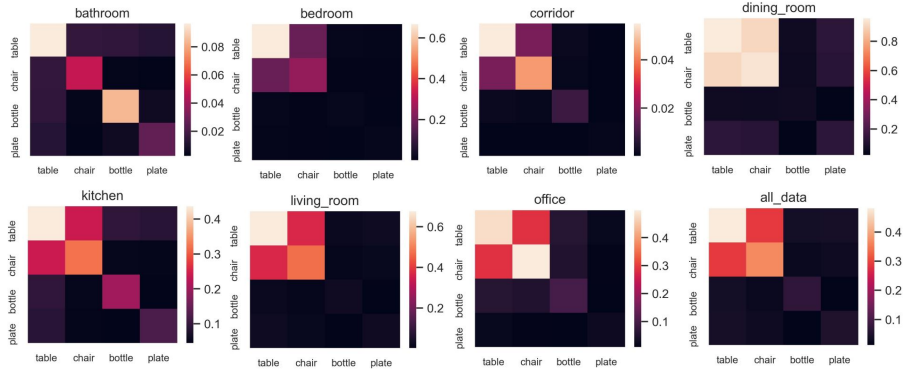 bathroom
table
chair
bottle
plate
table chair bottle plate
0.08
0.06
0.04
0.02
bedroom
table
chair
bottle
plate
table chair bottle plate
0.6
0.4
0.2
corridor
table
chair
bottle
plate
table chair bottle plate
0.04
0.02
dining_room
table
chair
bottle
plate
table chair bottle plate
0.8
0.6
0.4
0.2
kitchen
table
chair
bottle
plate
table chair bottle plate
0.4
0.3
0.2
0.1
living_room
table
chair
bottle
plate
table chair bottle plate
0.6
0.4
0.2
office
table
chair
bottle
plate
table chair bottle plate
0.4
0.3
0.2
0.1
all_data
table
chair
bottle
plate
table chair bottle plate
0.4
0.3
0.2
0.1